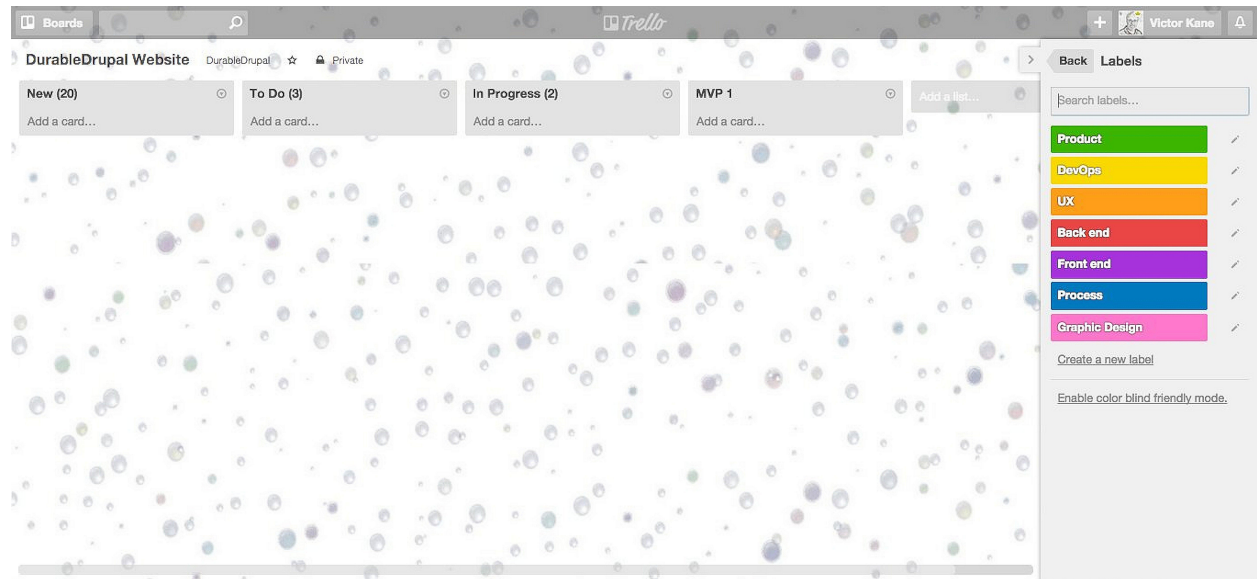 Boards
Trello
Victor Kane
DurableDrupal Website DurableDrupal Private
New (20)
Add a card...
To Do (3)
Add a card...
In Progress (2)
Add a card...
MVP 1
Add a card...
Add a list...
Back Labels
Search labels...
Product
DevOps
UX
Back end
Front end
Process
Graphic Design
Create a new label
Enable color blind friendly mode.